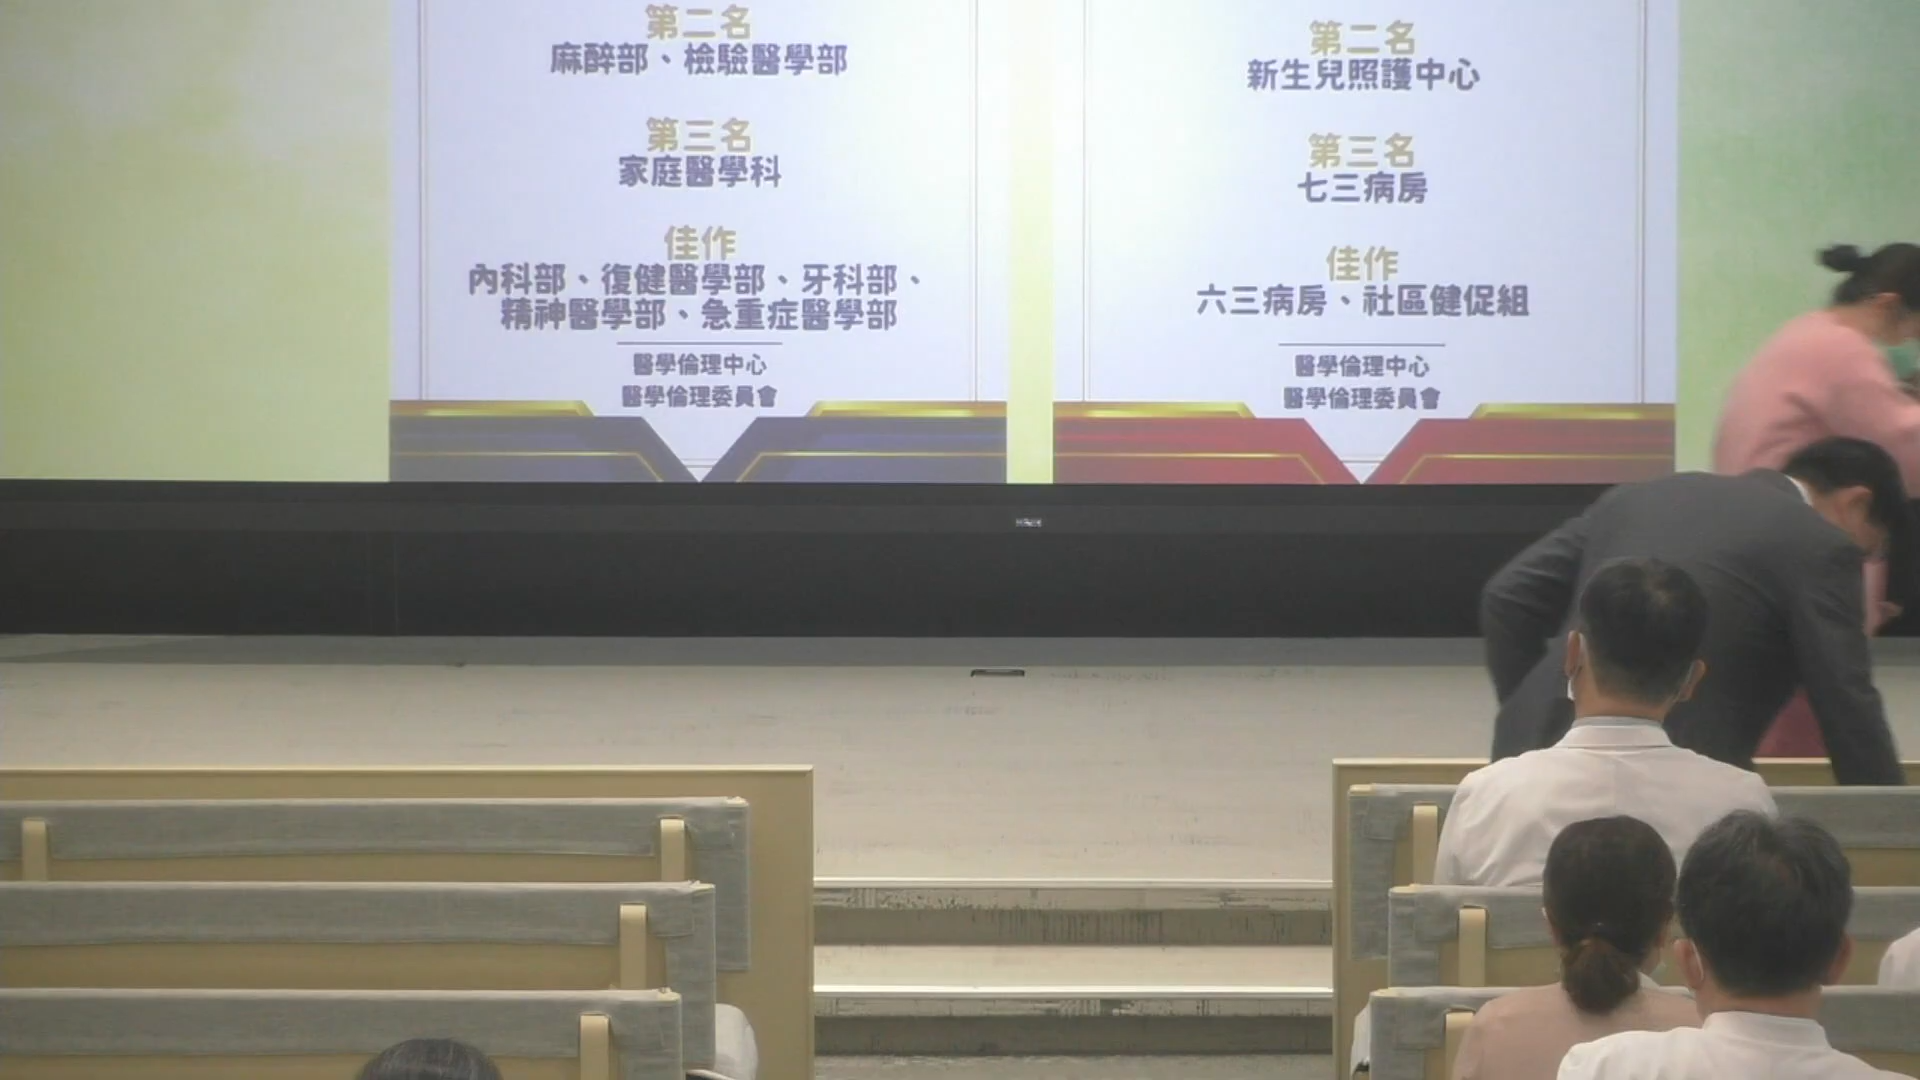 第二名
麻醉部、檢驗醫學部
第三名
家庭醫學科
佳作
內科部、復健醫學部、牙科部、
精神醫學部、急重症醫學部
醫學倫理中心
醫學倫理委員會
第二名
新生兒照護中心
第三名
七三病房
佳作
六三病房、社區健促組
醫學倫理中心
醫學倫理委員會